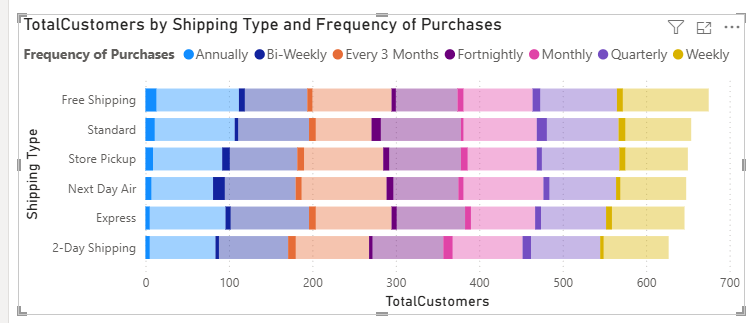 TotalCustomers by Shipping Type and Frequency of Purchases
Frequency of Purchases Annually Bi-Weekly Every 3 Months Fortnightly Monthly Quarterly Weekly
Shipping Type
Free Shipping
Standard
Store Pickup
Next Day Air
Express
2-Day Shipping
0 100 200 300 400 500 600 700
TotalCustomers